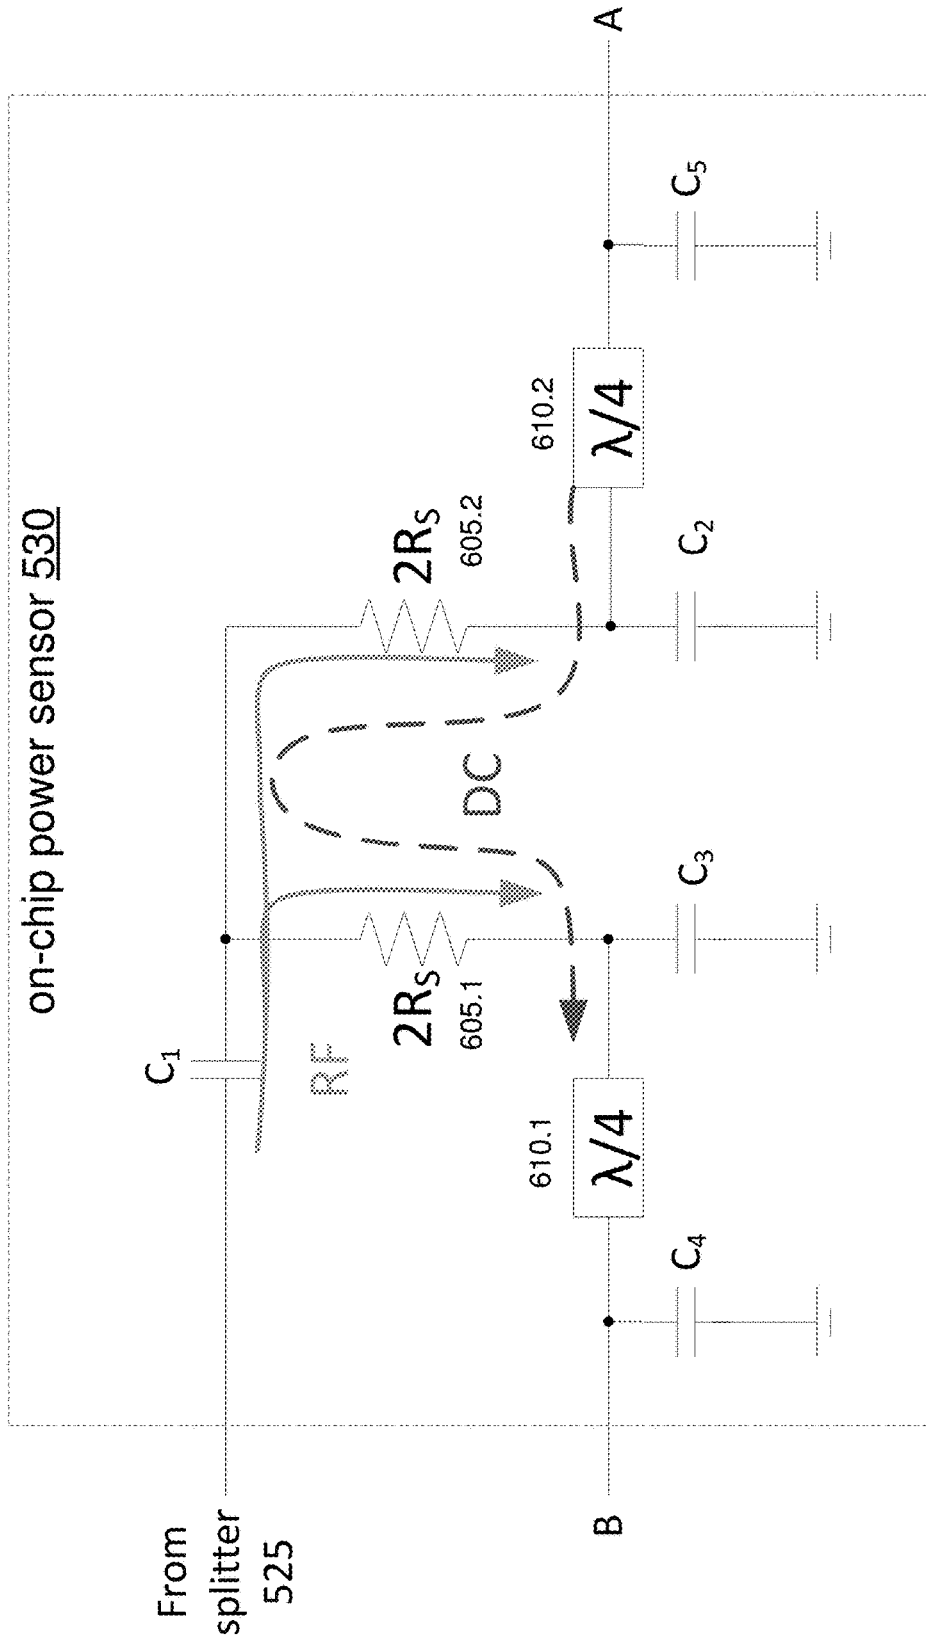 on-chip power sensor 530
From
splitter
525
C₁
RF
2Rₛ
605.1
2Rₛ
605.2
DC
B
C₄
610.1
λ/4
C₃
C₂
610.2
λ/4
C₅
A